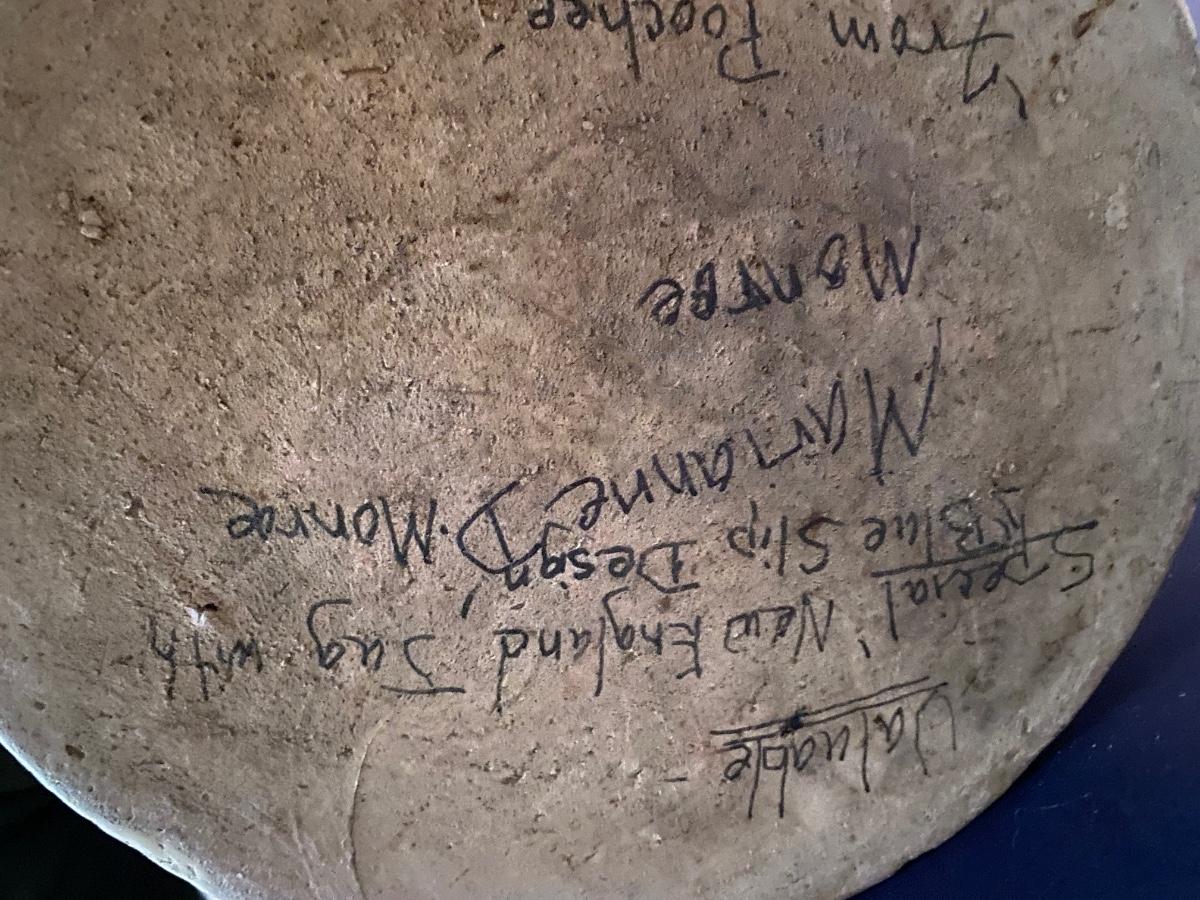 Valuable -
Special "New England Jug with
Blue Slip Design"
Marianne D. Monroe
Monroe
from Poochee